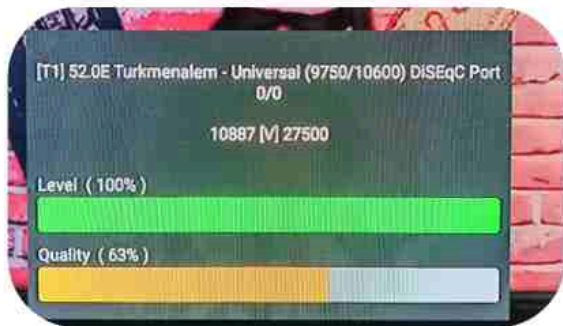 [T1] 52.0E Turkmenalem - Universal (9750/10600) DiSEqC Port
0/0
10887 [V] 27500
Level ( 100% )
Quality ( 63% )